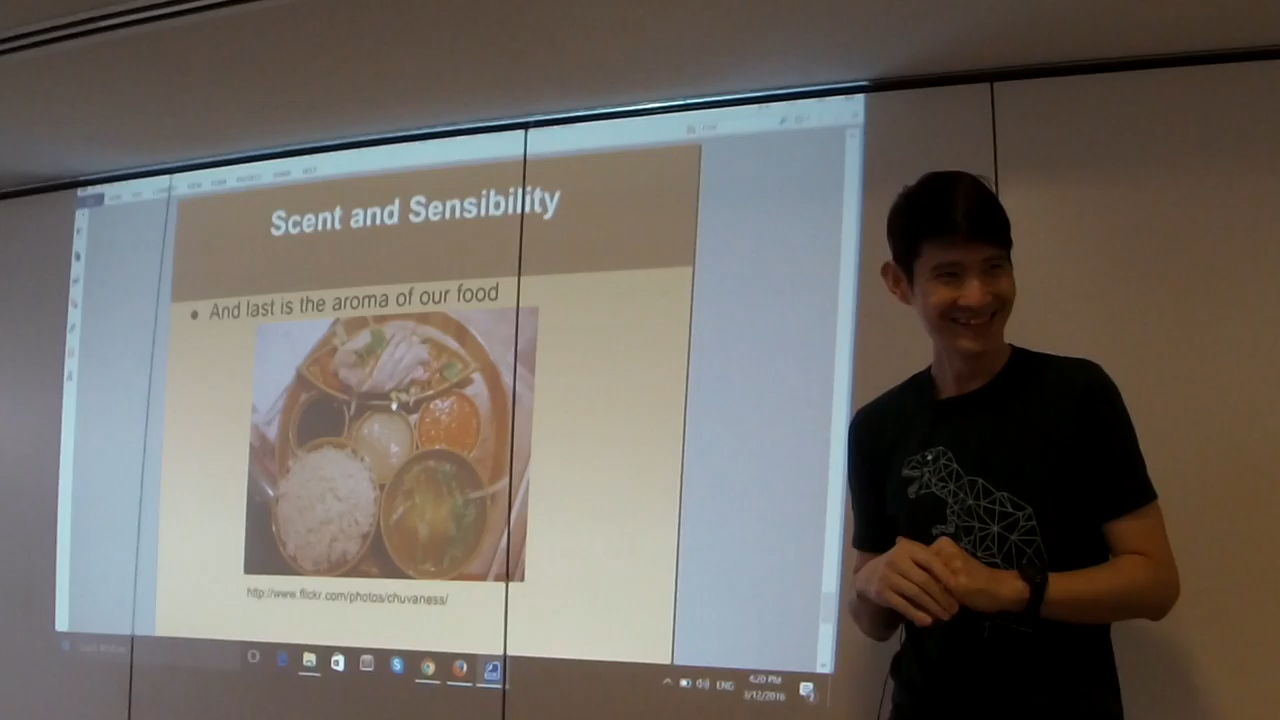 Scent and Sensibility
● And last is the aroma of our food
http://www.flickr.com/photos/chuvaness/
ENG
4:20 PM
3/12/2016